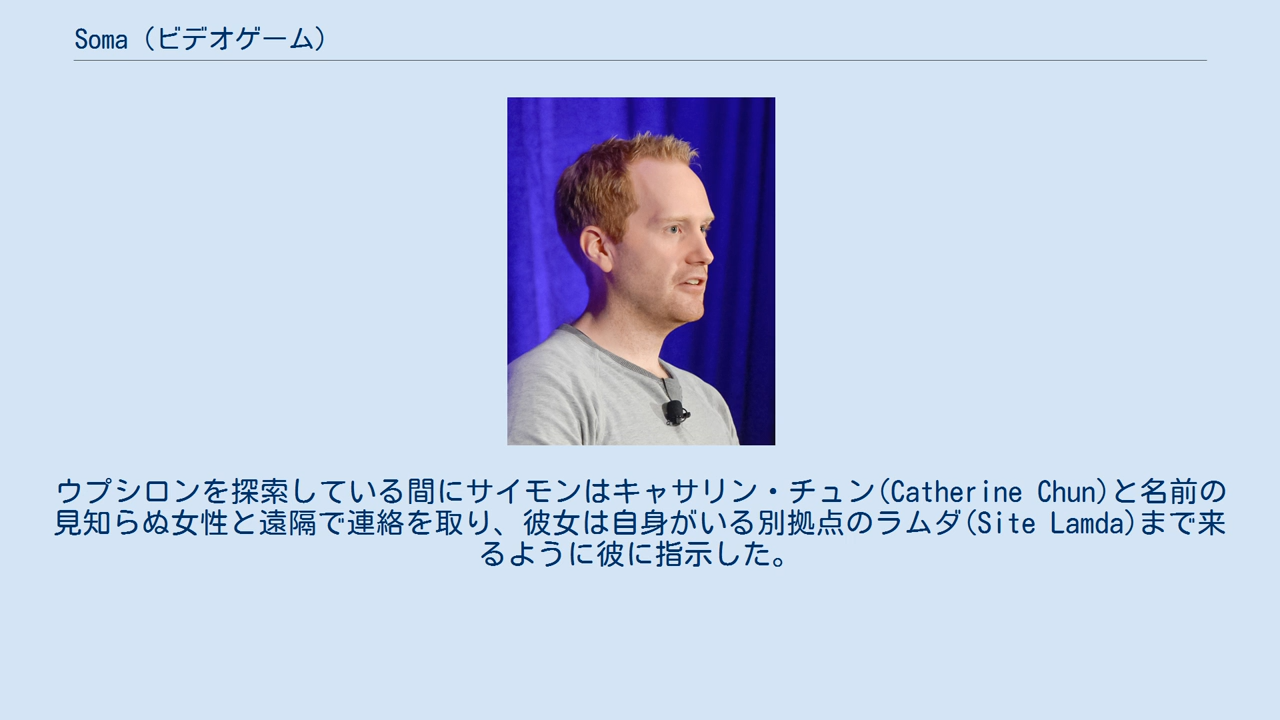 Soma（ビデオゲーム）
ウプシロンを探索している間にサイモンはキャサリン・チュン(Catherine Chun)と名前の
見知らぬ女性と遠隔で連絡を取り、彼女は自身がいる別拠点のラムダ(Site Lamda)まで来
るように彼に指示した。